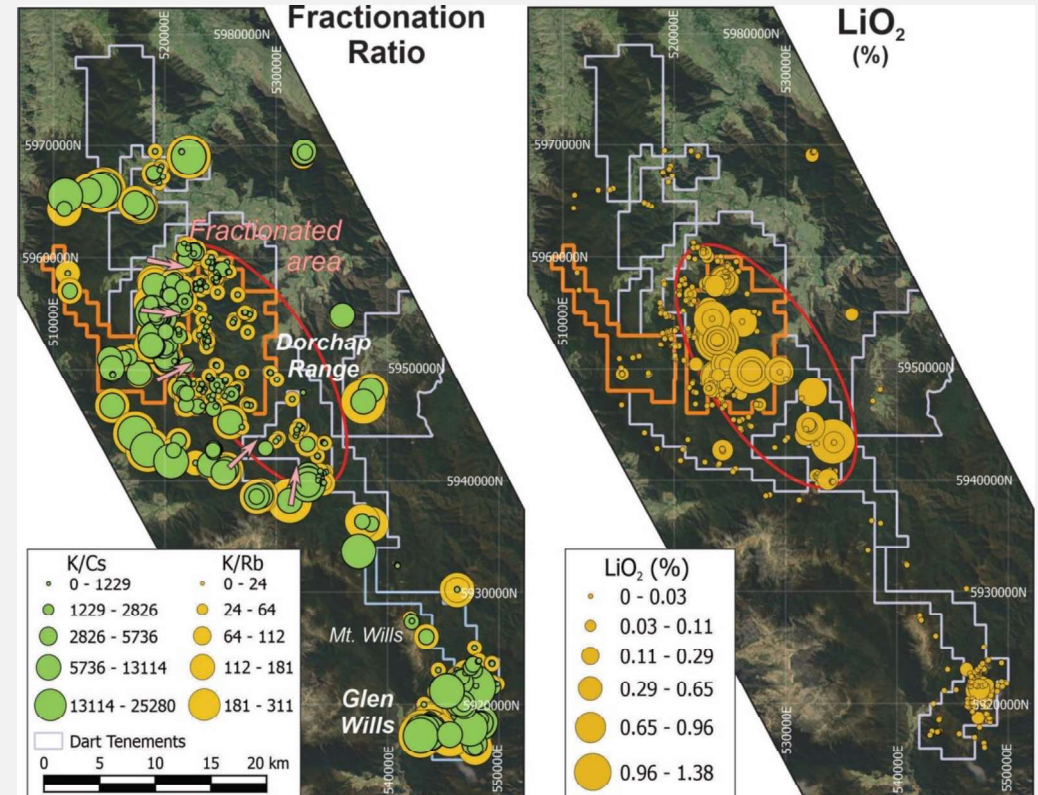 Fractionation
Ratio
520000E
5980000N
530000E
5970000N
Fractionated
area
5960000N
510000E
Dorchap
Range
5950000N
5940000N
5930000N
Mt. Wills
Glen
Wills
5920000N
540000E
550000E
K/Cs K/Rb
0 - 1229 0 - 24
1229 - 2826 24 - 64
2826 - 5736 64 - 112
5736 - 13114 112 - 181
13114 - 25280 181 - 311
Dart Tenements
0 5 10 15 20 km
LiO₂
(%)
520000E
5980000N
530000E
5970000N
5960000N
510000E
5950000N
5940000N
5930000N
5920000N
530000E
540000E
550000E
LiO₂ (%)
0 - 0.03
0.03 - 0.11
0.11 - 0.29
0.29 - 0.65
0.65 - 0.96
0.96 - 1.38